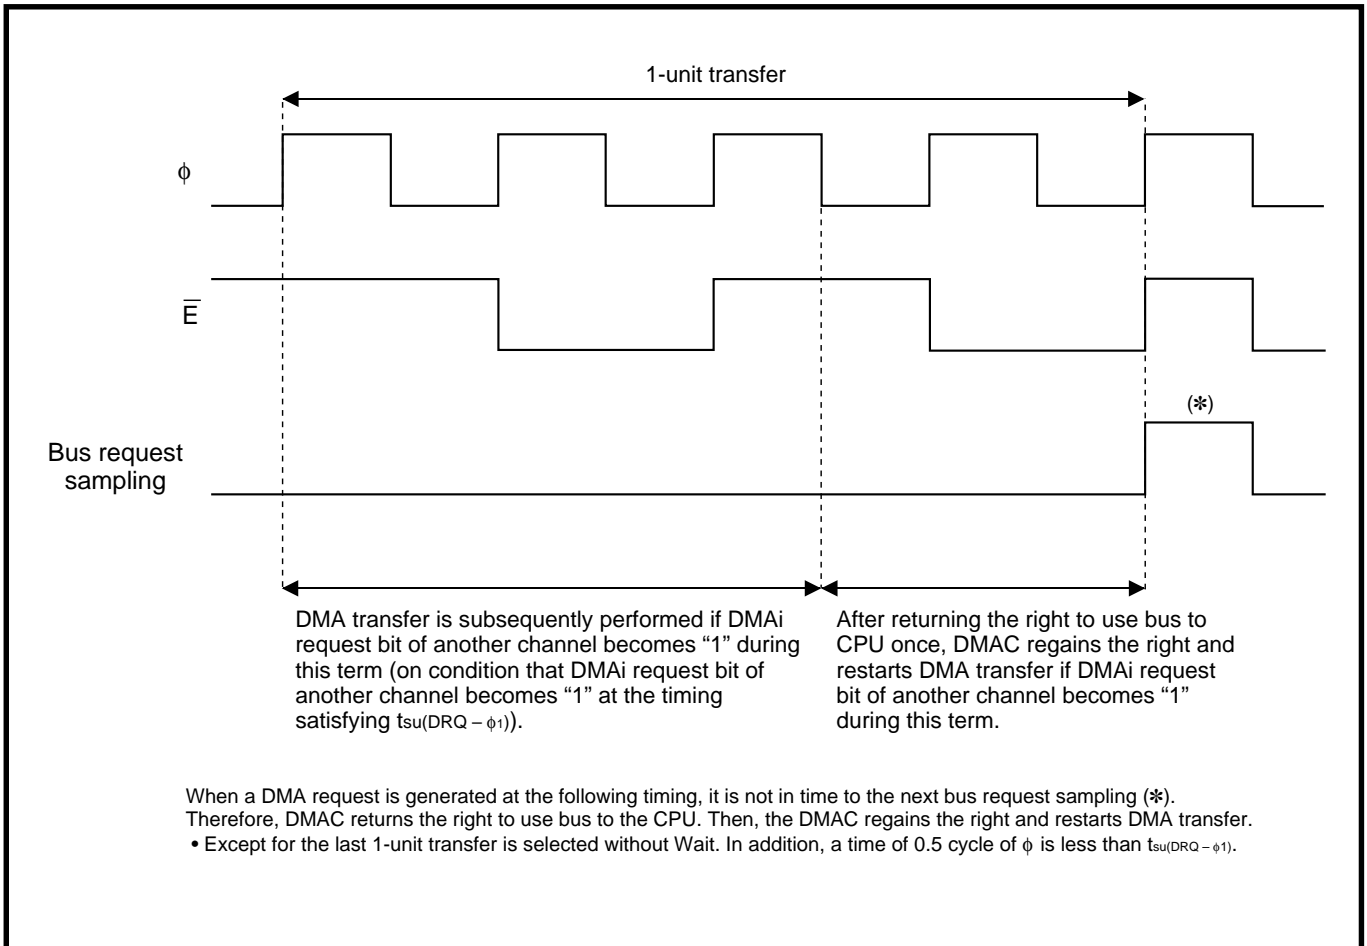 1-unit transfer
ϕ
E̅
(✽)
Bus request
sampling
DMA transfer is subsequently performed if DMAi
request bit of another channel becomes “1” during
this term (on condition that DMAi request bit of
another channel becomes “1” at the timing
satisfying tsu(DRQ – ϕ1)).
After returning the right to use bus to
CPU once, DMAC regains the right and
restarts DMA transfer if DMAi request
bit of another channel becomes “1”
during this term.
When a DMA request is generated at the following timing, it is not in time to the next bus request sampling (✽).
Therefore, DMAC returns the right to use bus to the CPU. Then, the DMAC regains the right and restarts DMA transfer.
• Except for the last 1-unit transfer is selected without Wait. In addition, a time of 0.5 cycle of ϕ is less than tsu(DRQ – ϕ1).